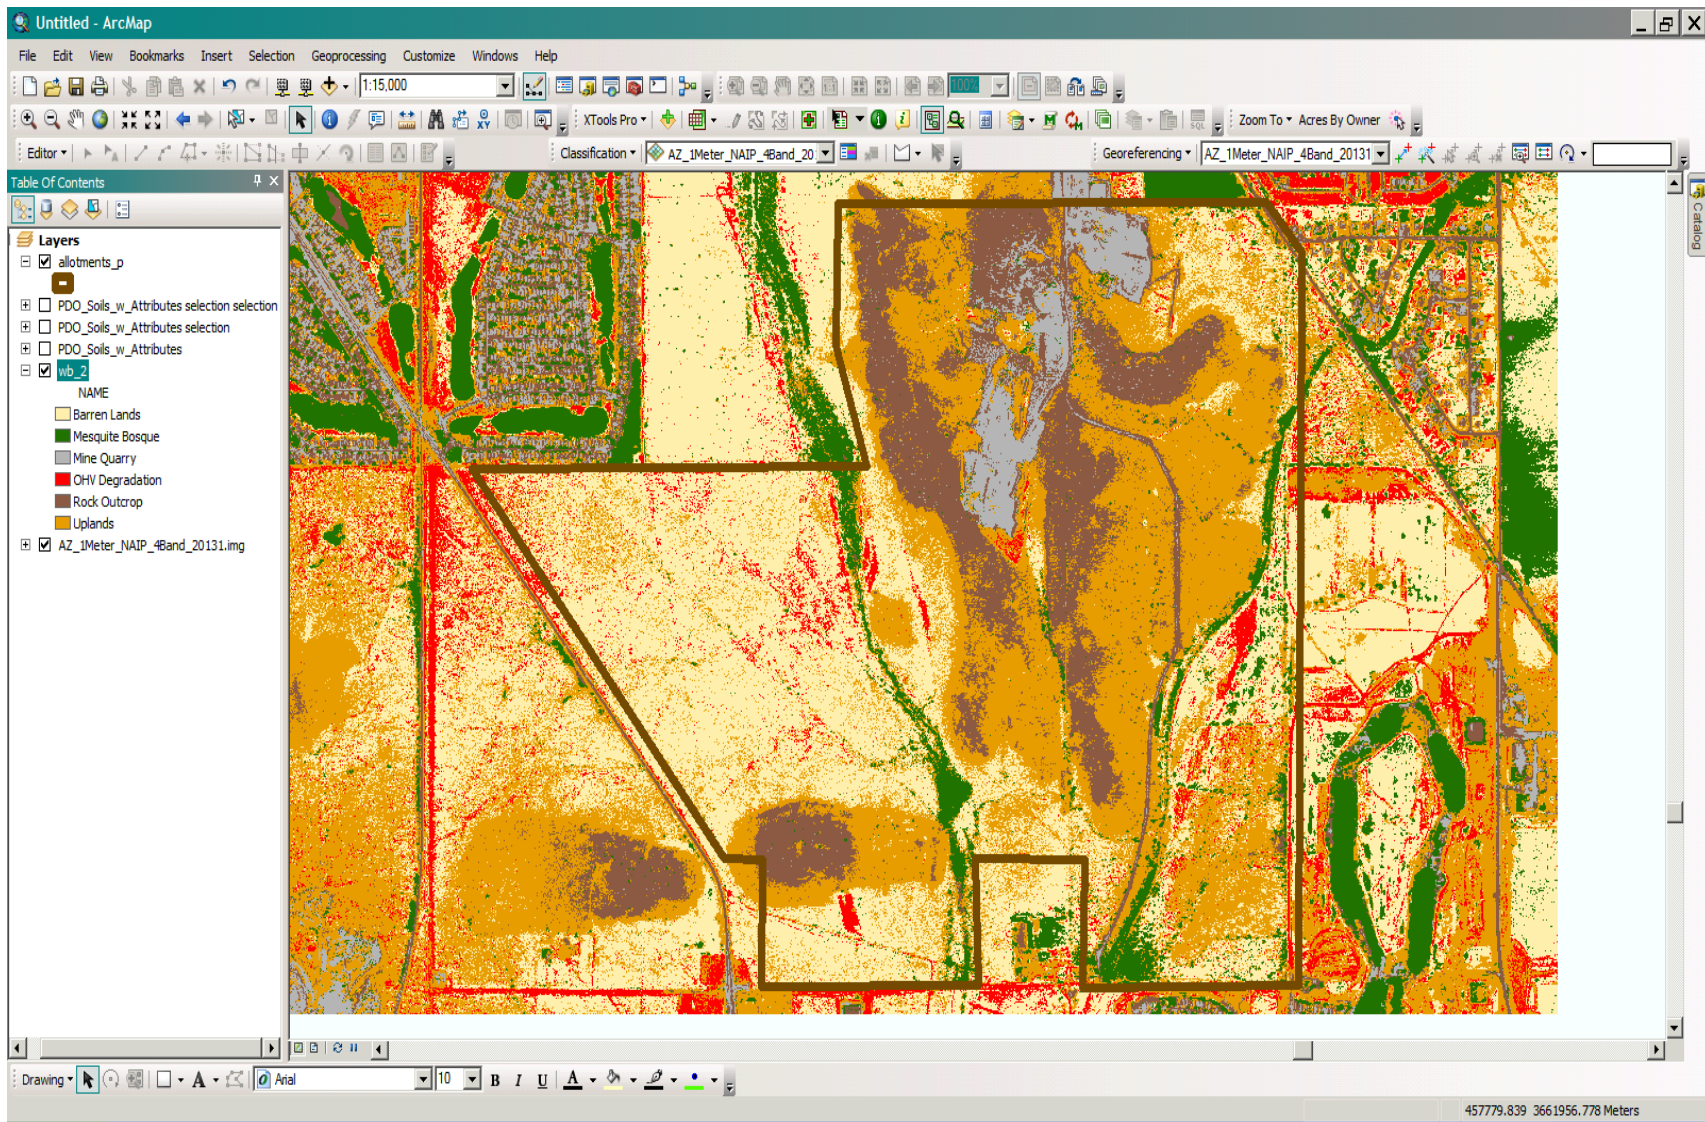 Untitled - ArcMap
File Edit View Bookmarks Insert Selection Geoprocessing Customize Windows Help
1:15,000 100%
XTools Pro Zoom To Acres By Owner
Editor Classification AZ_1Meter_NAIP_4Band_20 Georeferencing AZ_1Meter_NAIP_4Band_20131
Table Of Contents
Catalog
Layers
allotments_p
PDO_Soils_w_Attributes selection selection
PDO_Soils_w_Attributes selection
PDO_Soils_w_Attributes
wb_2
NAME
Barren Lands
Mesquite Bosque
Mine Quarry
OHV Degradation
Rock Outcrop
Uplands
AZ_1Meter_NAIP_4Band_20131.img
Drawing A Arial 10 B I U A
457779.839 3661956.778 Meters